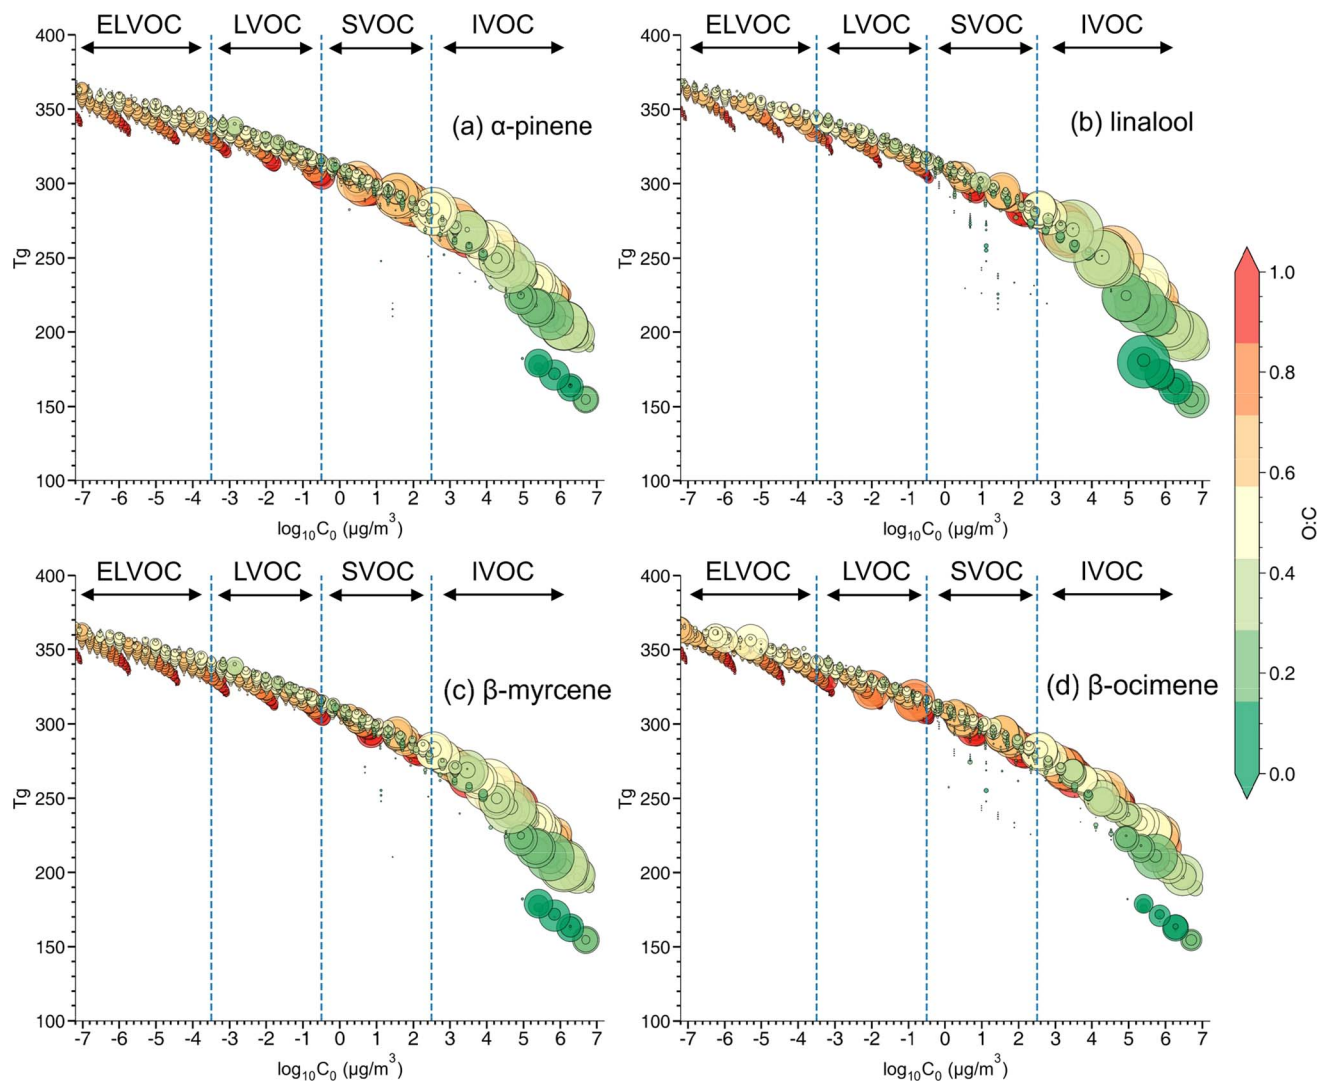 ELVOC LVOC SVOC IVOC
400
350
300
250
200
150
100
Tg
(a) α-pinene
-7 -6 -5 -4 -3 -2 -1 0 1 2 3 4 5 6 7
log₁₀C₀ (μg/m³)
ELVOC LVOC SVOC IVOC
400
350
300
250
200
150
100
Tg
(b) linalool
-7 -6 -5 -4 -3 -2 -1 0 1 2 3 4 5 6 7
log₁₀C₀ (μg/m³)
ELVOC LVOC SVOC IVOC
400
350
300
250
200
150
100
Tg
(c) β-myrcene
-7 -6 -5 -4 -3 -2 -1 0 1 2 3 4 5 6 7
log₁₀C₀ (μg/m³)
ELVOC LVOC SVOC IVOC
400
350
300
250
200
150
100
Tg
(d) β-ocimene
-7 -6 -5 -4 -3 -2 -1 0 1 2 3 4 5 6 7
log₁₀C₀ (μg/m³)
1.0
0.8
0.6
0.4
0.2
0.0
O:C